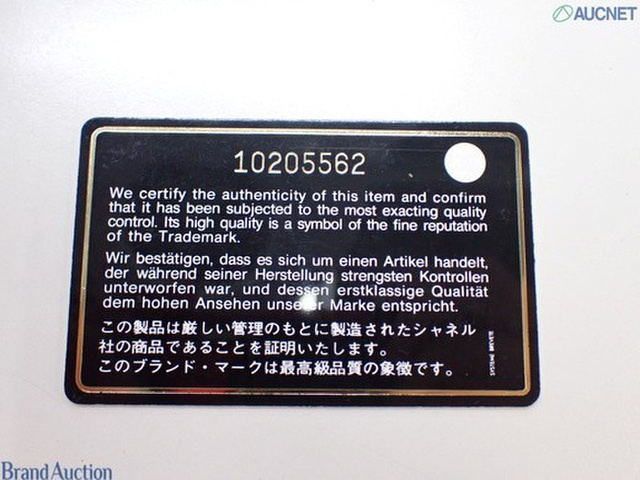 AUCNET
10205562
We certify the authenticity of this item and confirm
that it has been subjected to the most exacting quality
control. Its high quality is a symbol of the fine reputation
of the Trademark.
Wir bestätigen, dass es sich um einen Artikel handelt,
der während seiner Herstellung strengsten Kontrollen
unterworfen war, und dessen erstklassige Qualität
dem hohen Ansehen unserer Marke entspricht.
この製品は厳しい管理のもとに製造されたシャネル
社の商品であることを証明いたします。
このブランド・マークは最高級品質の象徴です。
SYSTEME BREVETE
Brand Auction